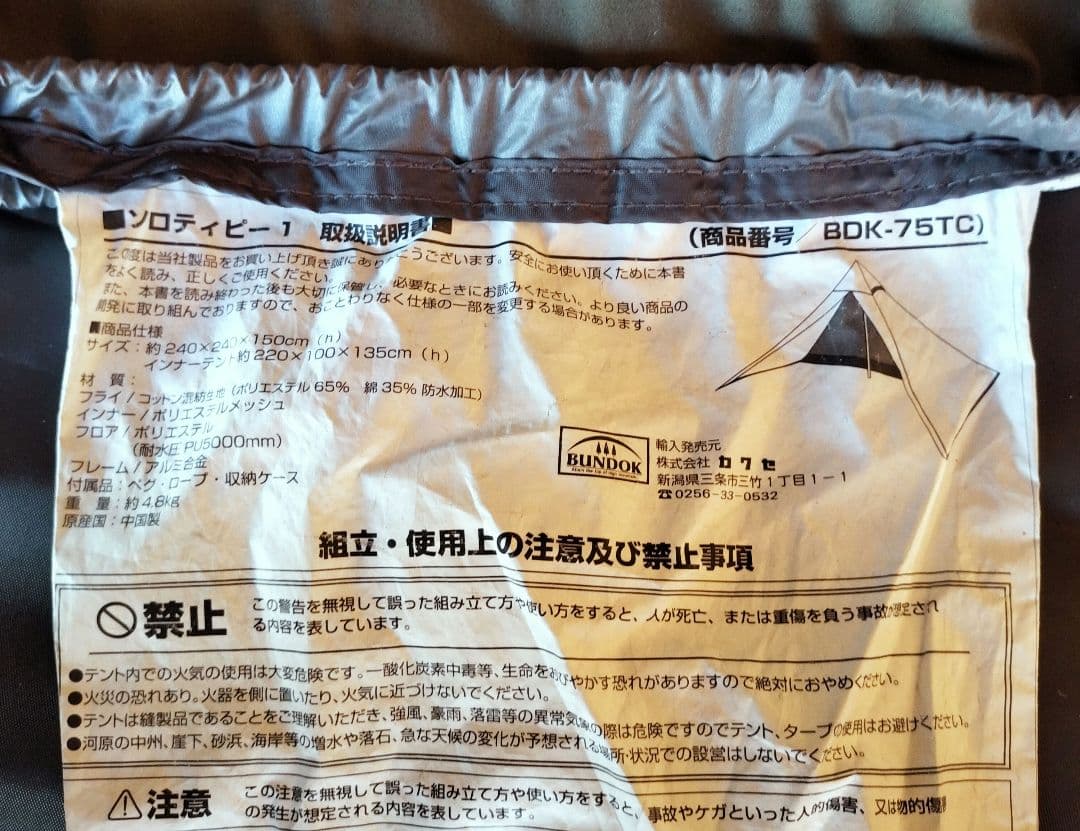 ■ソロティピー1 取扱説明書■ (商品番号/BDK-75TC)
この度は当社製品をお買い上げ頂き誠にありがとうございます。安全にお使い頂くために本書
をよく読み、正しくご使用ください。
また、本書を読み終わった後も大切に保管し、必要なときにお読みください。より良い商品の
開発に取り組んでおりますので、おことわりなく仕様の一部を変更する場合があります。
■商品仕様
サイズ：約240×240×150cm（h）
インナーテント約220×100×135cm（h）
材 質：
フライ/コットン混紡生地（ポリエステル65% 綿35% 防水加工）
インナー/ポリエステルメッシュ
フロア/ポリエステル
（耐水圧 PU5000mm）
フレーム/アルミ合金
付属品：ペグ・ロープ・収納ケース
重 量：約4.8kg
原産国：中国製
BUNDOK
輸入発売元
株式会社 カワセ
新潟県三条市三竹1丁目1-1
☎0256-33-0532
組立・使用上の注意及び禁止事項
禁止
この警告を無視して誤った組み立て方や使い方をすると、人が死亡、または重傷を負う事故が想定され
る内容を表しています。
●テント内での火気の使用は大変危険です。一酸化炭素中毒等、生命をおびやかす恐れがありますので絶対におやめください。
●火災の恐れあり。火器を側に置いたり、火気に近づけないでください。
●テントは縫製品であることをご理解いただき、強風、豪雨、落雷等の異常気象の際は危険ですのでテント、タープの使用はお避けください。
●河原の中州、崖下、砂浜、海岸等の増水や落石、急な天候の変化が予想される場所・状況での設営はしないでください。
注意
この注意を無視して誤った組み立て方や使い方をすると、事故やケガといった人的傷害、又は物的傷
の発生が想定される内容を表しています。